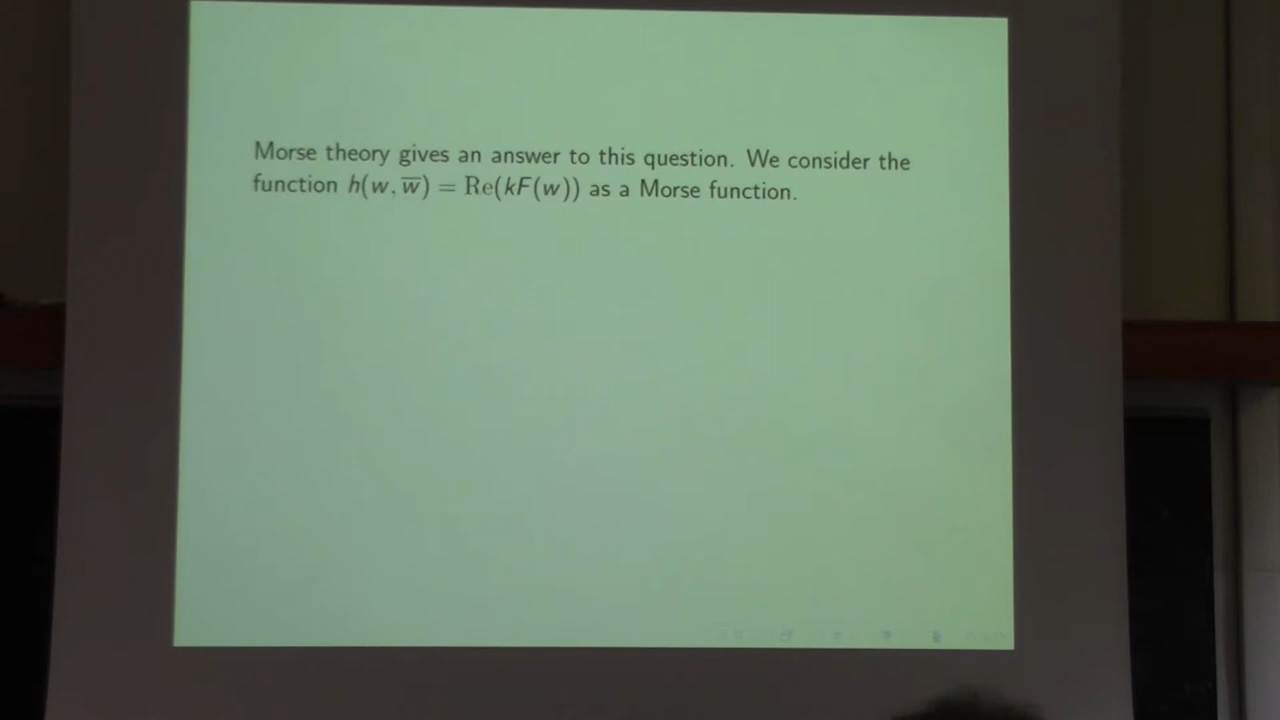 Morse theory gives an answer to this question. We consider the
function h(w, w̅) = Re(kF(w)) as a Morse function.